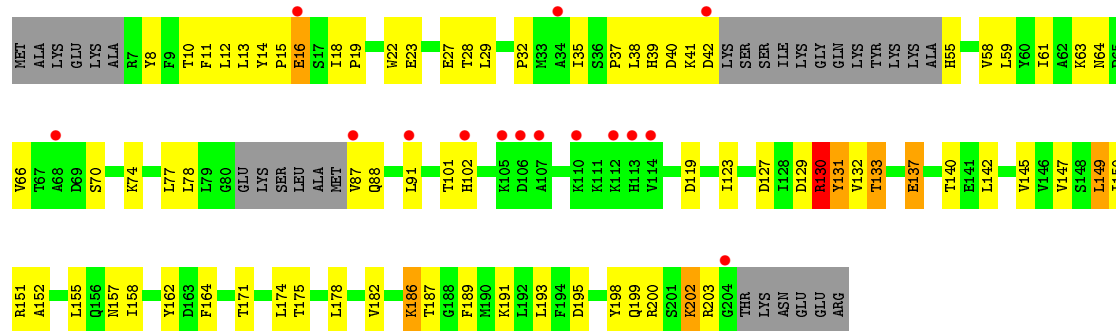 MET ALA LYS GLU LYS ALA R7 Y8 F9 T10 F11 L12 L13 Y14 P15 E16 S17 I18 P19 W22 E23 E27 T28 L29 P32 M33 A34 I35 S36 P37 L38 H39 D40 K41 D42 LYS SER SER ILE LYS GLY GLN LYS TYR LYS LYS ALA H55 V58 L59 Y60 I61 A62 K63 N64
V66 T67 A68 D69 S70 K74 L77 L78 L79 G80 GLU LYS SER LEU ALA MET V87 Q88 L91 T101 H102 K105 D106 A107 K110 K111 K112 H113 V114 D119 I123 D127 I128 D129 R130 Y131 V132 T133 E137 T140 E141 L142 V145 V146 V147 S148 L149
R151 A152 L155 Q156 N157 I158 Y162 D163 F164 T171 L174 T175 L178 V182 K186 T187 G188 F189 M190 K191 L192 L193 F194 D195 Y198 Q199 R200 S201 K202 R203 G204 THR LYS ASN GLU GLU ARG